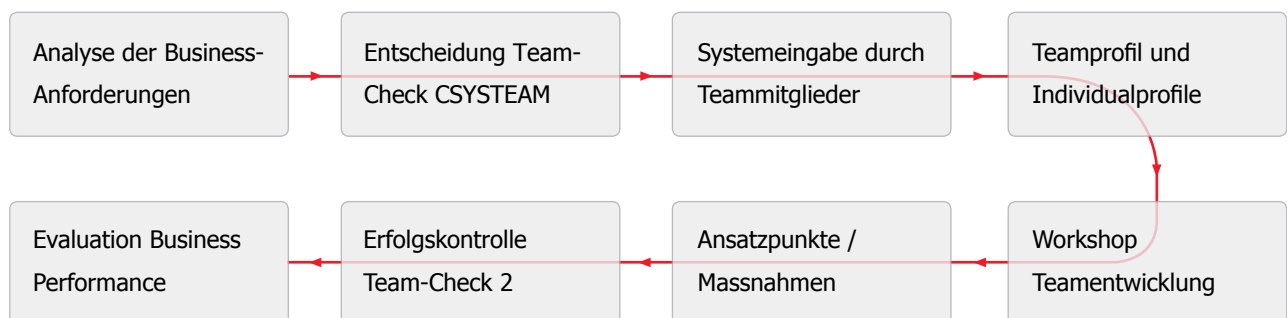 Analyse der Business-
Anforderungen
Entscheidung Team-
Check CSYSTEAM
Systemeingabe durch
Teammitglieder
Teamprofil und
Individualprofile
Workshop
Teamentwicklung
Ansatzpunkte /
Massnahmen
Erfolgskontrolle
Team-Check 2
Evaluation Business
Performance